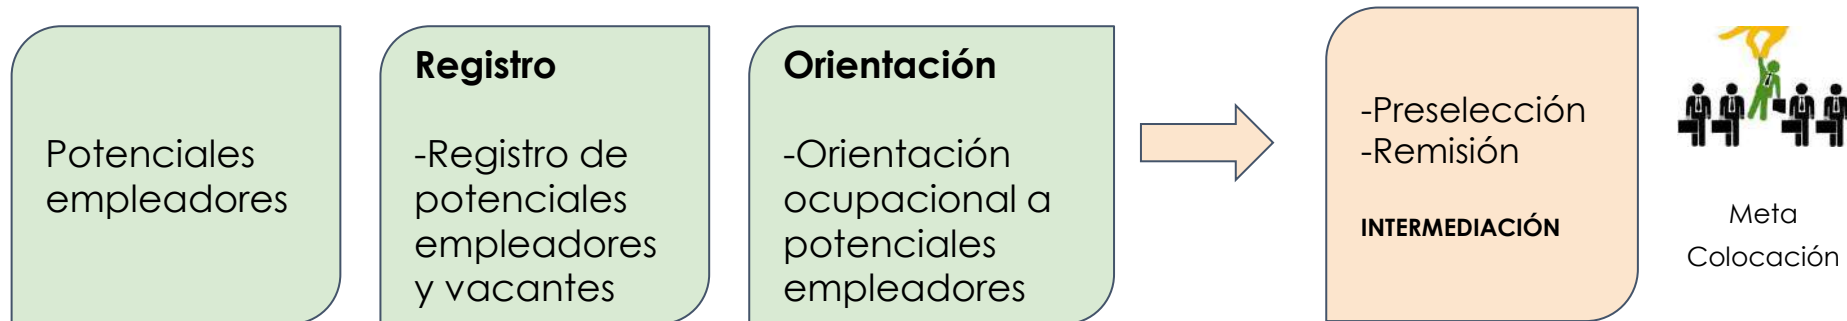 Potenciales
empleadores
Registro
-Registro de
potenciales
empleadores
y vacantes
Orientación
-Orientación
ocupacional a
potenciales
empleadores
-Preselección
-Remisión
INTERMEDIACIÓN
Meta
Colocación